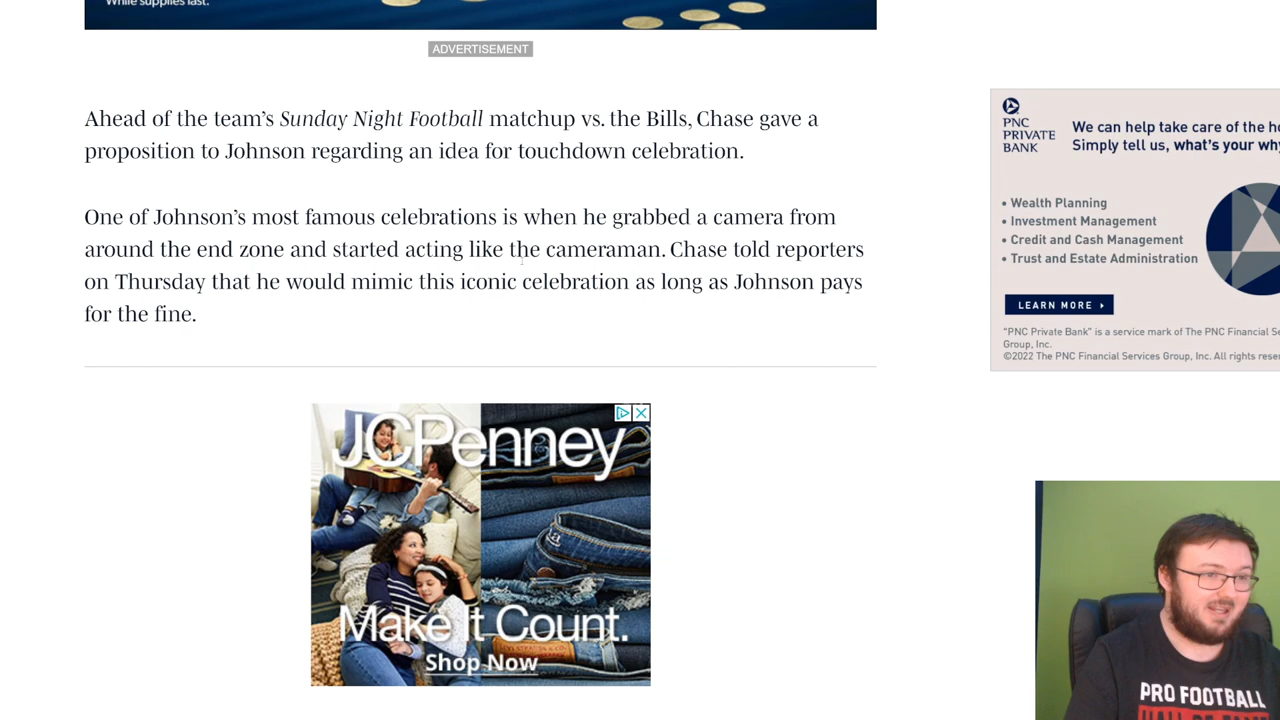 While supplies last.
ADVERTISEMENT
Ahead of the team's Sunday Night Football matchup vs. the Bills, Chase gave a
proposition to Johnson regarding an idea for touchdown celebration.
One of Johnson's most famous celebrations is when he grabbed a camera from
around the end zone and started acting like the cameraman. Chase told reporters
on Thursday that he would mimic this iconic celebration as long as Johnson pays
for the fine.
JCPenney
Make It Count.
Shop Now
PNC
PRIVATE
BANK
We can help take care of the
Simply tell us, what's your why
• Wealth Planning
• Investment Management
• Credit and Cash Management
• Trust and Estate Administration
LEARN MORE
"PNC Private Bank" is a service mark of The PNC Financial
Group, Inc.
©2022 The PNC Financial Services Group, Inc. All rights
PRO FOOTBALL